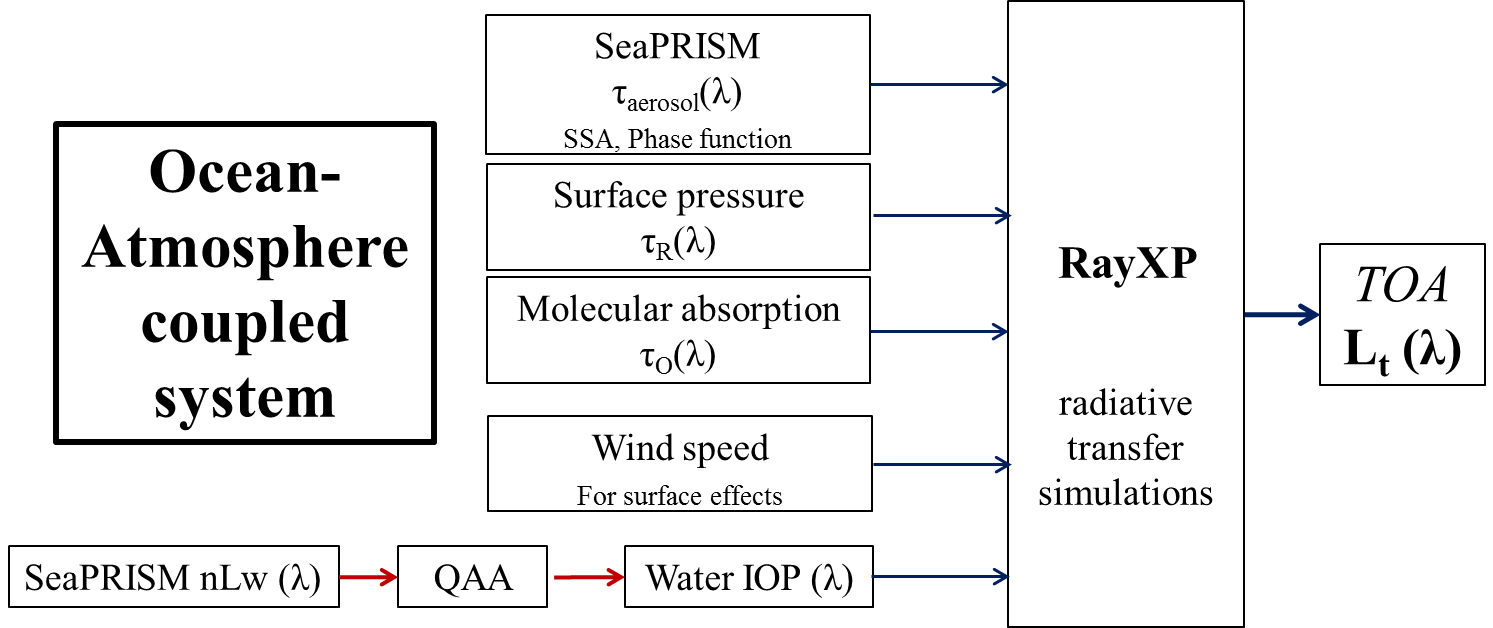 Ocean-
Atmosphere
coupled
system
SeaPRISM
τaerosol(λ)
SSA, Phase function
Surface pressure
τR(λ)
Molecular absorption
τO(λ)
Wind speed
For surface effects
SeaPRISM nLw (λ)
QAA
Water IOP (λ)
RayXP
radiative
transfer
simulations
TOA
Lt (λ)